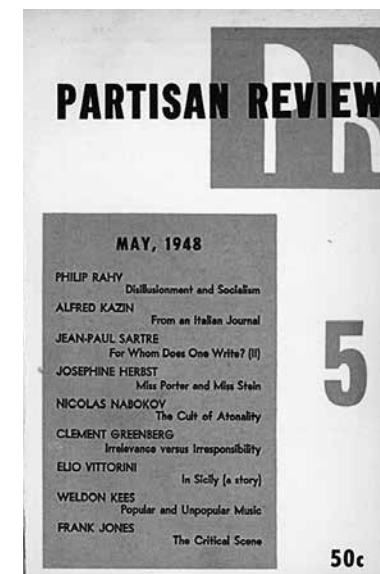 PR
PARTISAN REVIEW
MAY, 1948
PHILIP RAHV
Disillusionment and Socialism
ALFRED KAZIN
From an Italian Journal
JEAN-PAUL SARTRE
For Whom Does One Write? (II)
JOSEPHINE HERBST
Miss Porter and Miss Stein
NICOLAS NABOKOV
The Cult of Atonality
CLEMENT GREENBERG
Irrelevance versus Irresponsibility
ELIO VITTORINI
In Sicily (a story)
WELDON KEES
Popular and Unpopular Music
FRANK JONES
The Critical Scene
5
50c